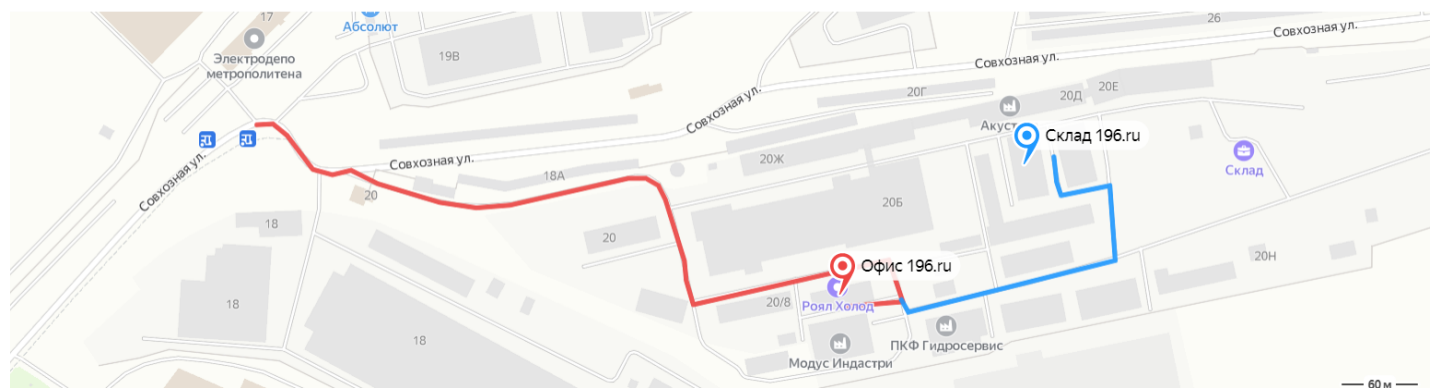 17
Абсолют
26
Совхозная ул.
19В
Электродепо
метрополитена
Совхозная ул.
20Г
20Д
20Е
Совхозная ул.
Склад 196.ru
Совхозная ул.
20Ж
18А
Склад
Совхозная ул.
20
20Б
18
20
Офис 196.ru
20Н
18
20/8
Роял Холод
18
ПКФ Гидросервис
Модус Индастри
60 м